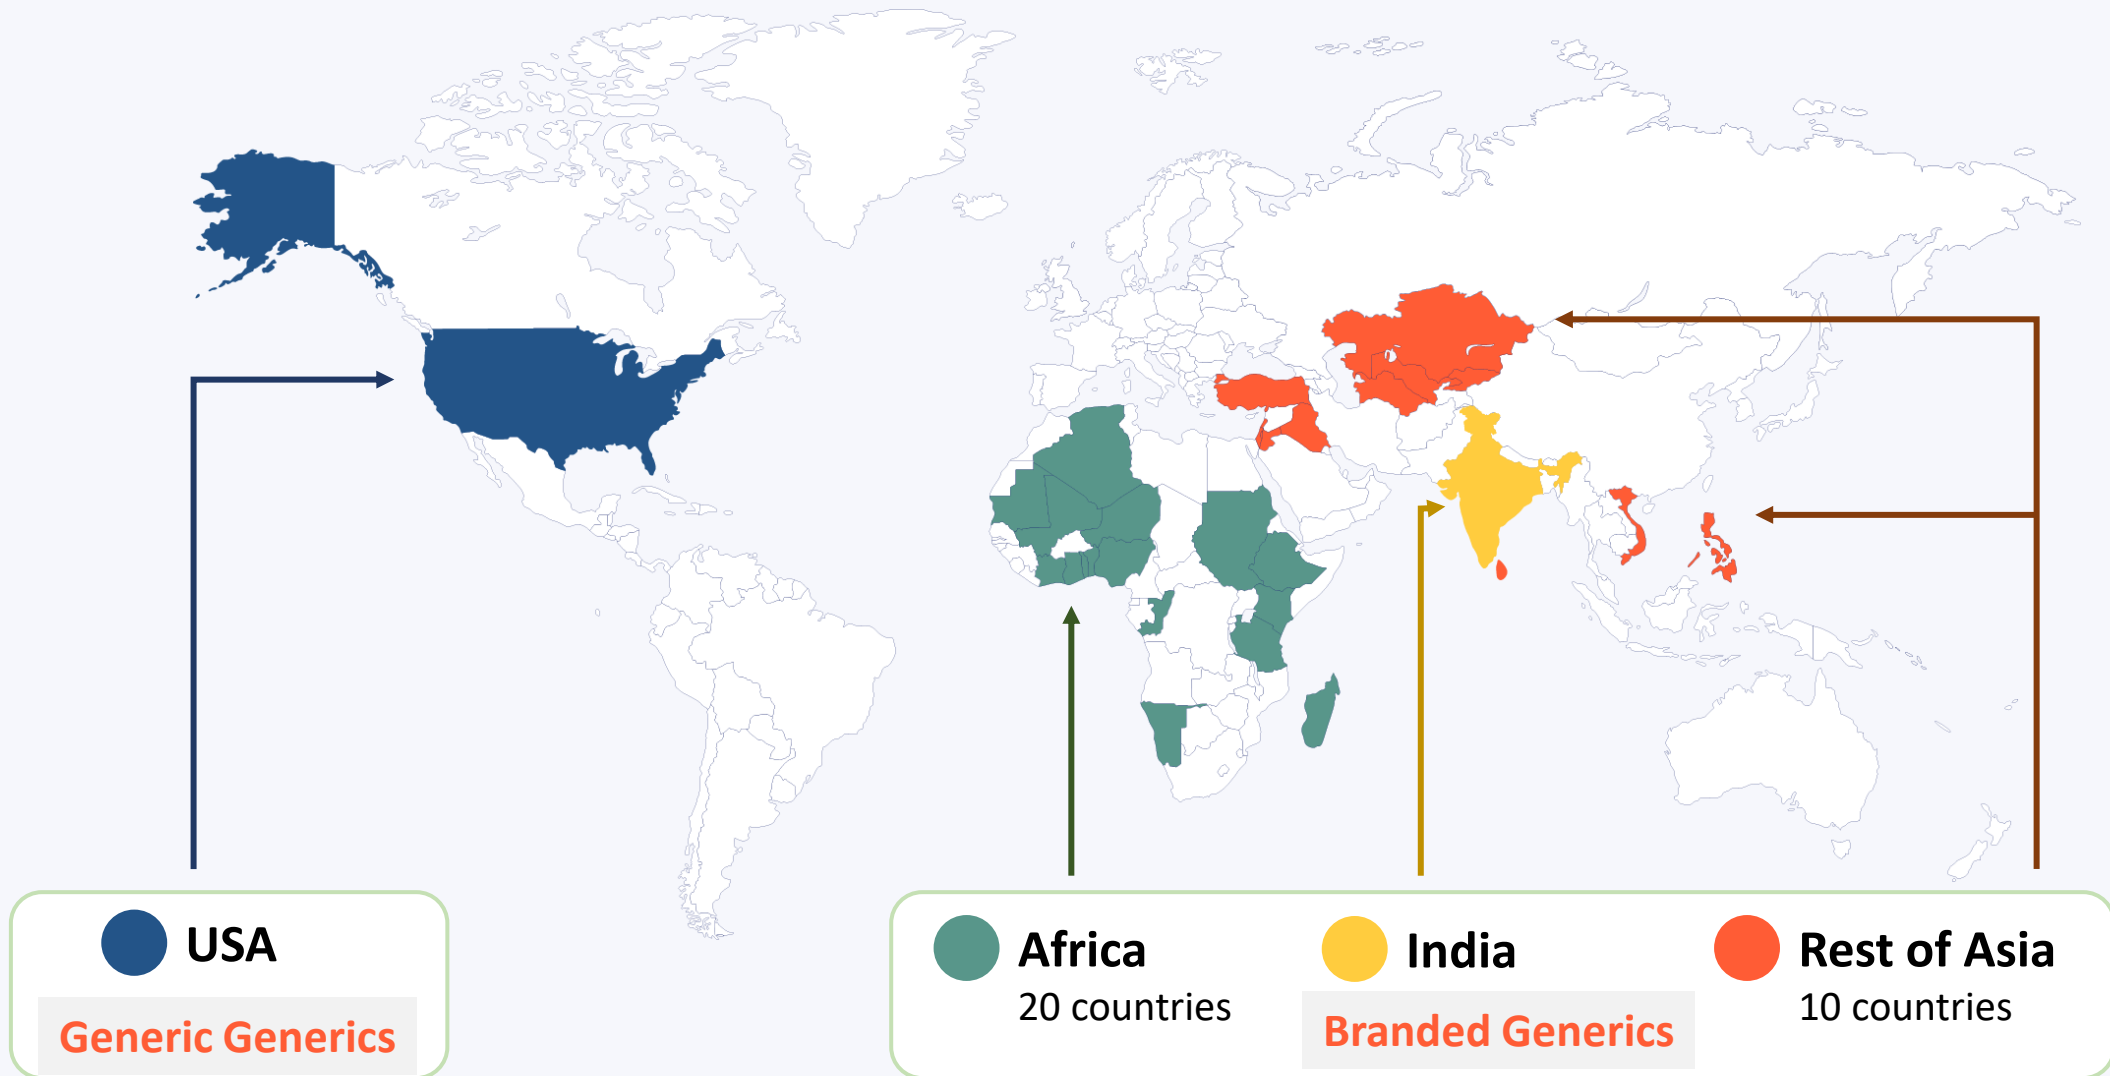 USA
Generic Generics
Africa
20 countries
India
Branded Generics
Rest of Asia
10 countries